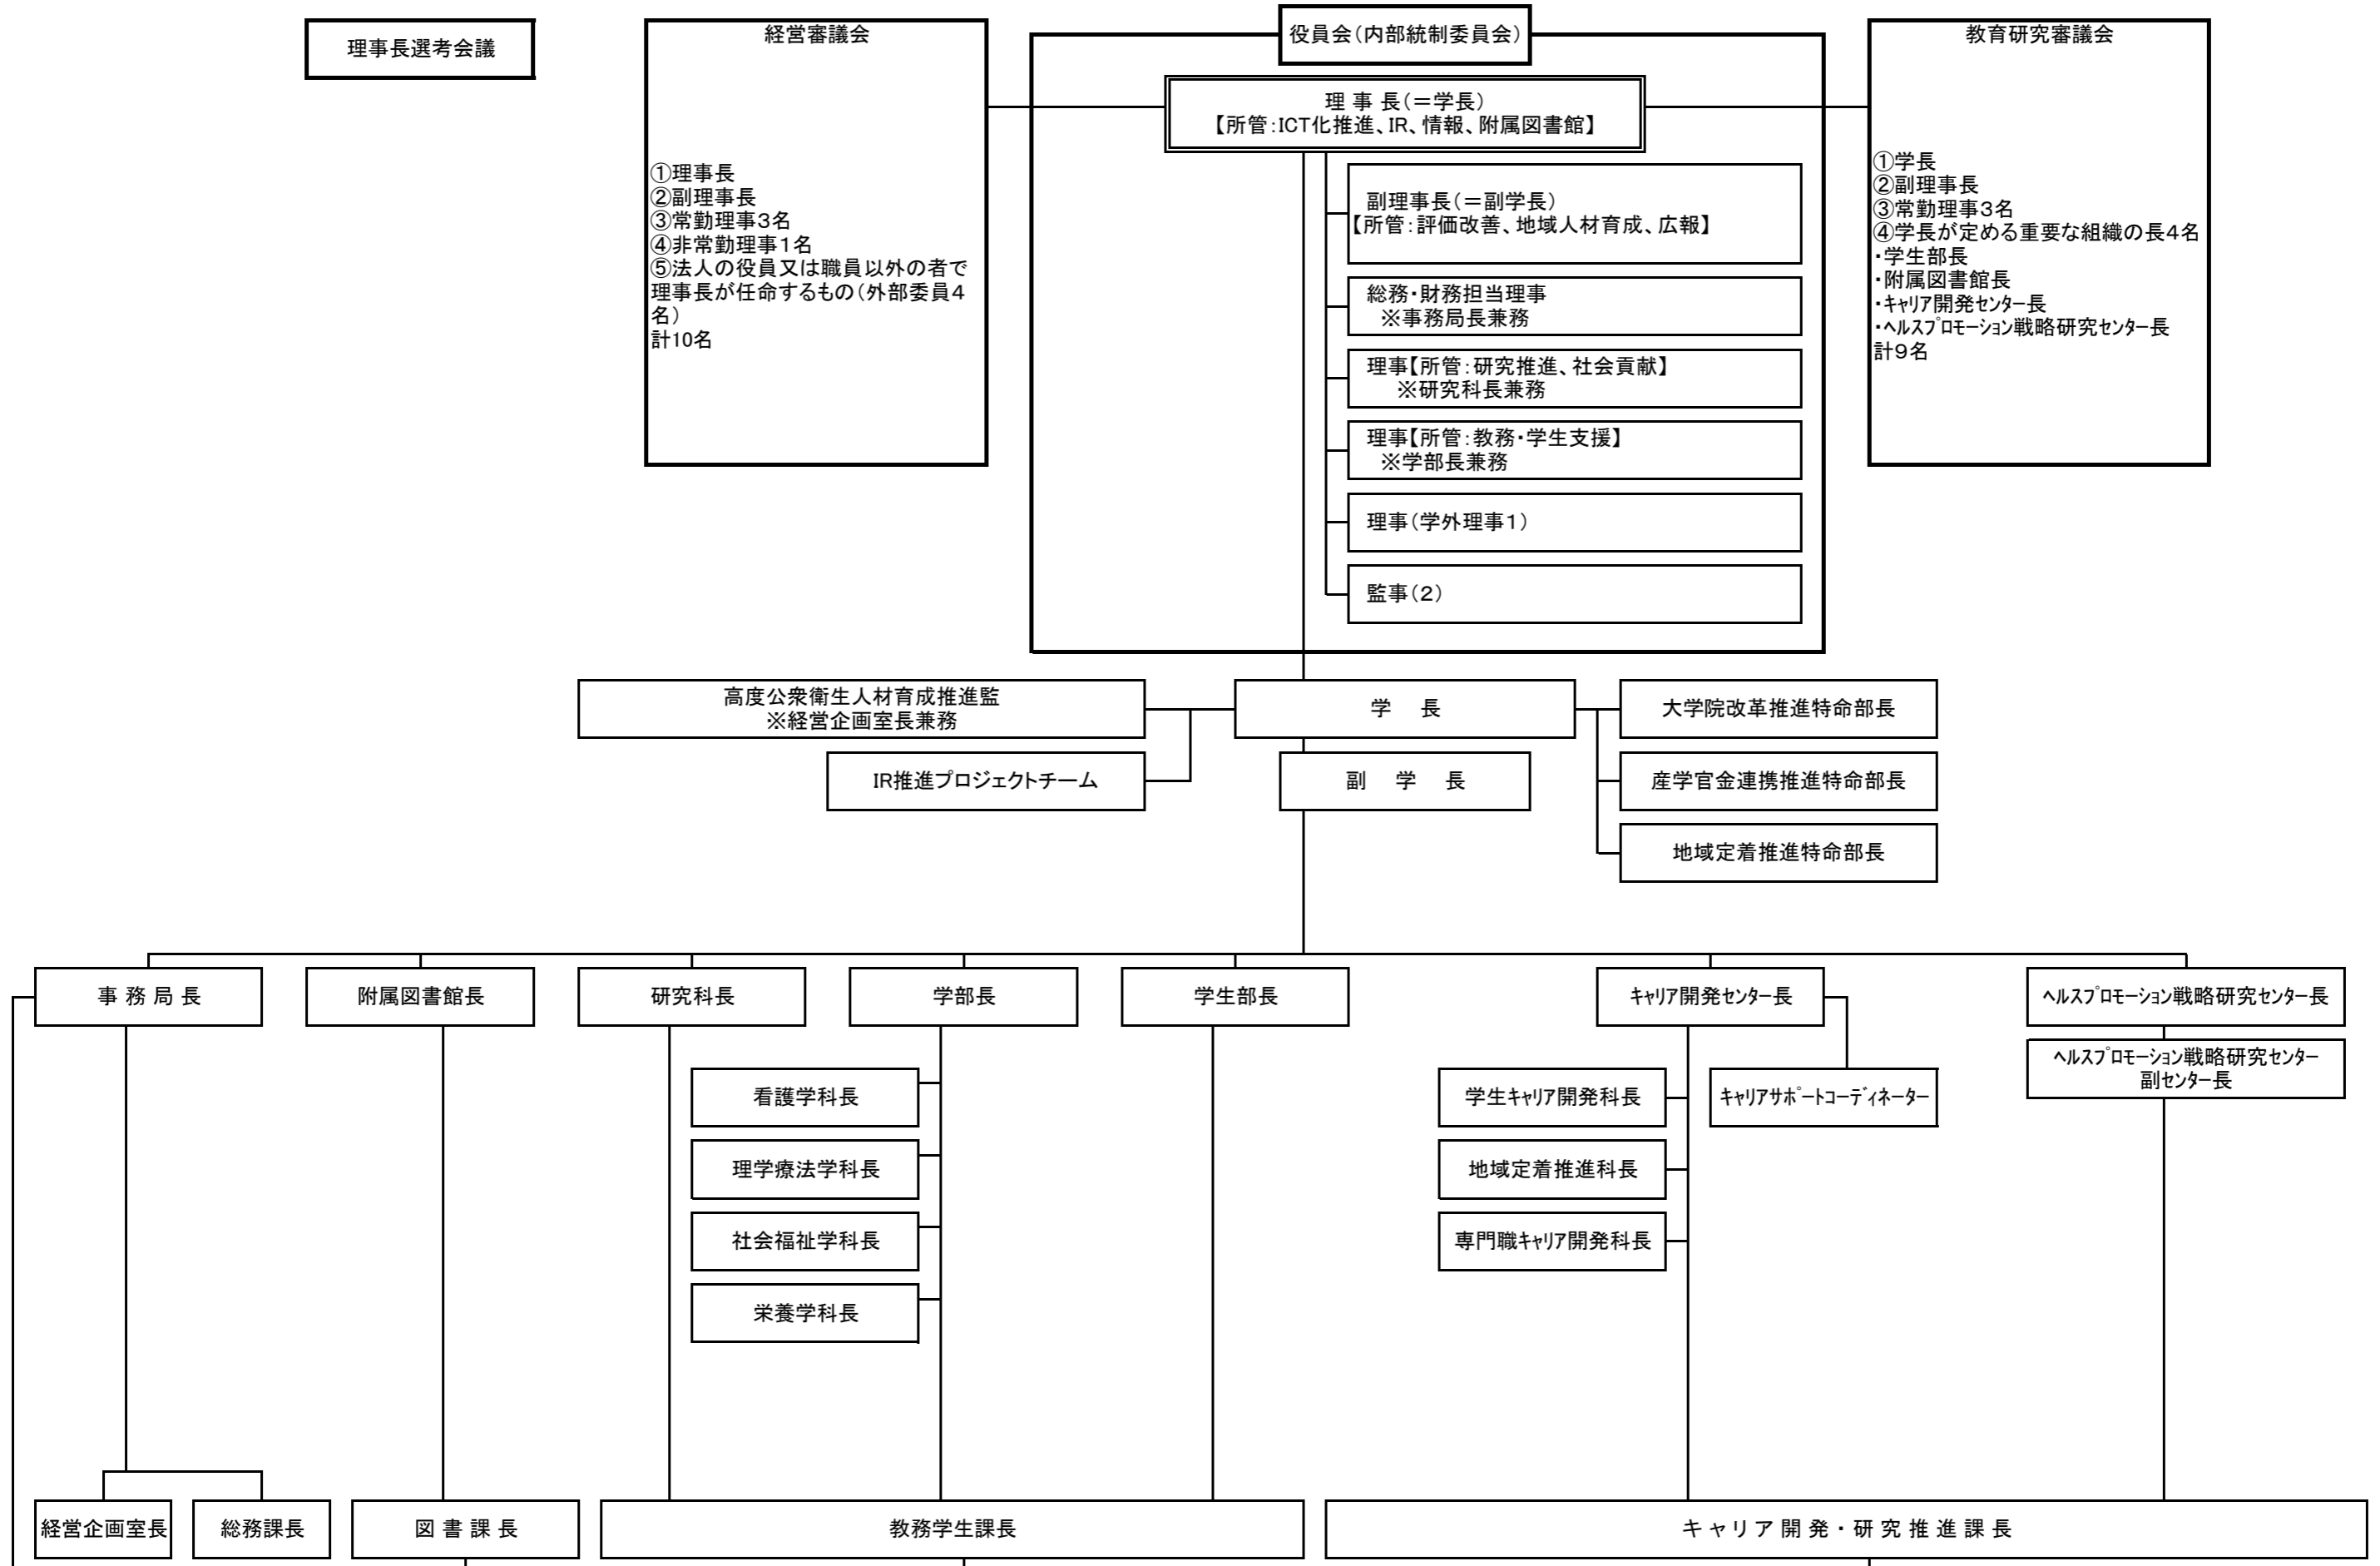 理事長選考会議
経営審議会
①理事長
②副理事長
③常勤理事3名
④非常勤理事1名
⑤法人の役員又は職員以外の者で
理事長が任命するもの（外部委員４
名）
計10名
役員会（内部統制委員会）
理 事 長（＝学長）
【所管：ICT化推進、IR、情報、附属図書館】
副理事長（＝副学長）
【所管：評価改善、地域人材育成、広報】
総務・財務担当理事
※事務局長兼務
理事【所管：研究推進、社会貢献】
※研究科長兼務
理事【所管：教務・学生支援】
※学部長兼務
理事（学外理事１）
監事（２）
教育研究審議会
①学長
②副理事長
③常勤理事3名
④学長が定める重要な組織の長４名
・学生部長
・附属図書館長
・ｷｬﾘｱ開発ｾﾝﾀｰ長
・ﾍﾙｽﾌﾟﾛﾓｰｼｮﾝ戦略研究ｾﾝﾀｰ長
計９名
高度公衆衛生人材育成推進監
※経営企画室長兼務
学　長
大学院改革推進特命部長
IR推進プロジェクトチーム
副　学　長
産学官金連携推進特命部長
地域定着推進特命部長
事 務 局 長
附属図書館長
研究科長
学部長
学生部長
ｷｬﾘｱ開発ｾﾝﾀｰ長
ﾍﾙｽﾌﾟﾛﾓｰｼｮﾝ戦略研究ｾﾝﾀｰ長
ﾍﾙｽﾌﾟﾛﾓｰｼｮﾝ戦略研究ｾﾝﾀｰ
副ｾﾝﾀｰ長
看護学科長
学生ｷｬﾘｱ開発科長
ｷｬﾘｱｻﾎﾟｰﾄｺｰﾃﾞｨﾈｰﾀｰ
理学療法学科長
地域定着推進科長
社会福祉学科長
専門職ｷｬﾘｱ開発科長
栄養学科長
経営企画室長
総務課長
図 書 課 長
教務学生課長
キ ャ リ ア 開 発 ・ 研 究 推 進 課 長